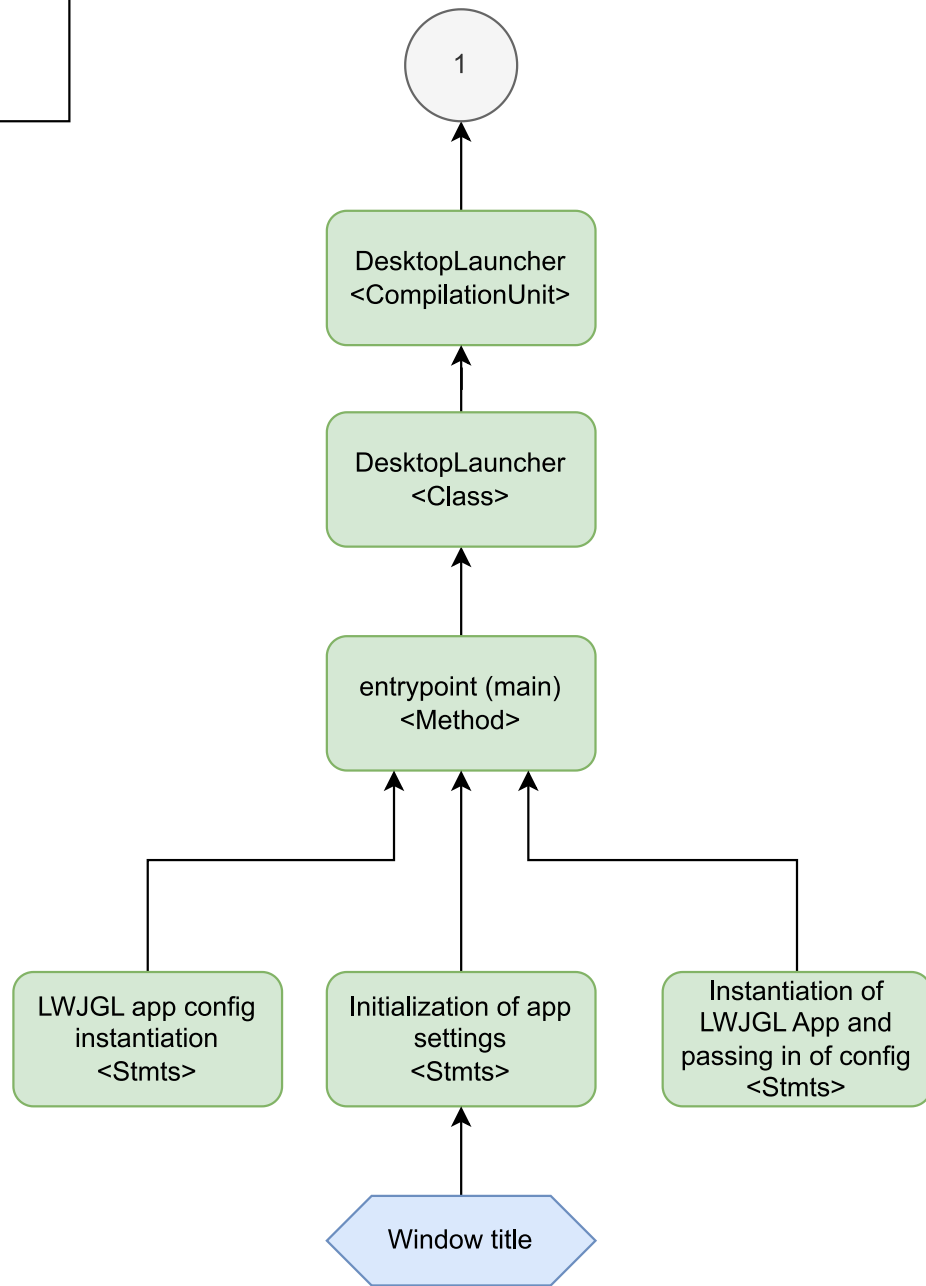 1
DesktopLauncher
<CompilationUnit>
DesktopLauncher
<Class>
entrypoint (main)
<Method>
LWJGL app config
instantiation
<Stmts>
Initialization of app
settings
<Stmts>
Instantiation of
LWJGL App and
passing in of config
<Stmts>
Window title